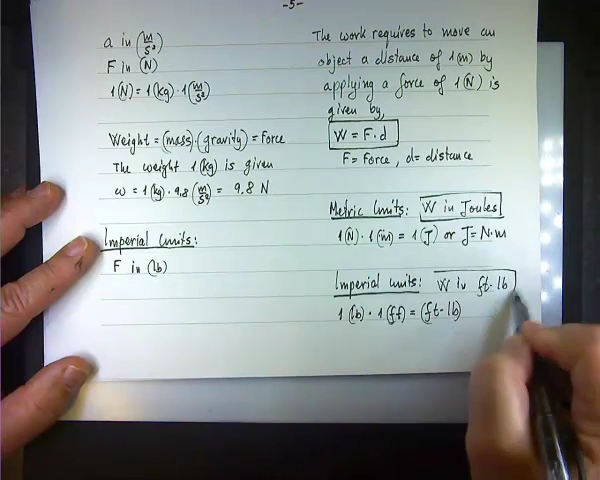 -5-
a in (m/s²)
F in (N)
1(N) = 1(kg)·1(m/s²)
Weight = (mass)·(gravity) = Force
The weight 1(kg) is given
w = 1(kg)·9.8(m/s²) = 9.8 N
Imperial Units:
F in (lb)
The work requires to move an
object a distance of 1(m) by
applying a force of 1(N) is
given by,
W = F·d
F = Force, d = distance
Metric Units: W in Joules
1(N)·1(m) = 1(J) or J = N·m
Imperial units: W in ft·lb
1(lb)·1(ft) = (ft-lb)